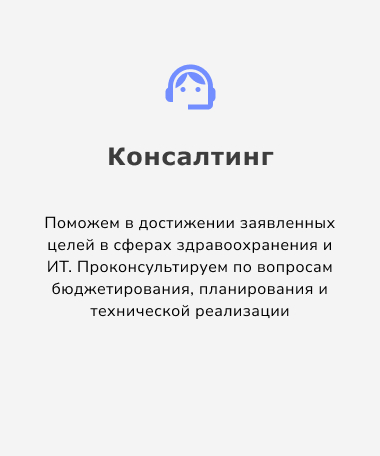 Консалтинг
Поможем в достижении заявленных
целей в сферах здравоохранения и
ИТ. Проконсультируем по вопросам
бюджетирования, планирования и
технической реализации